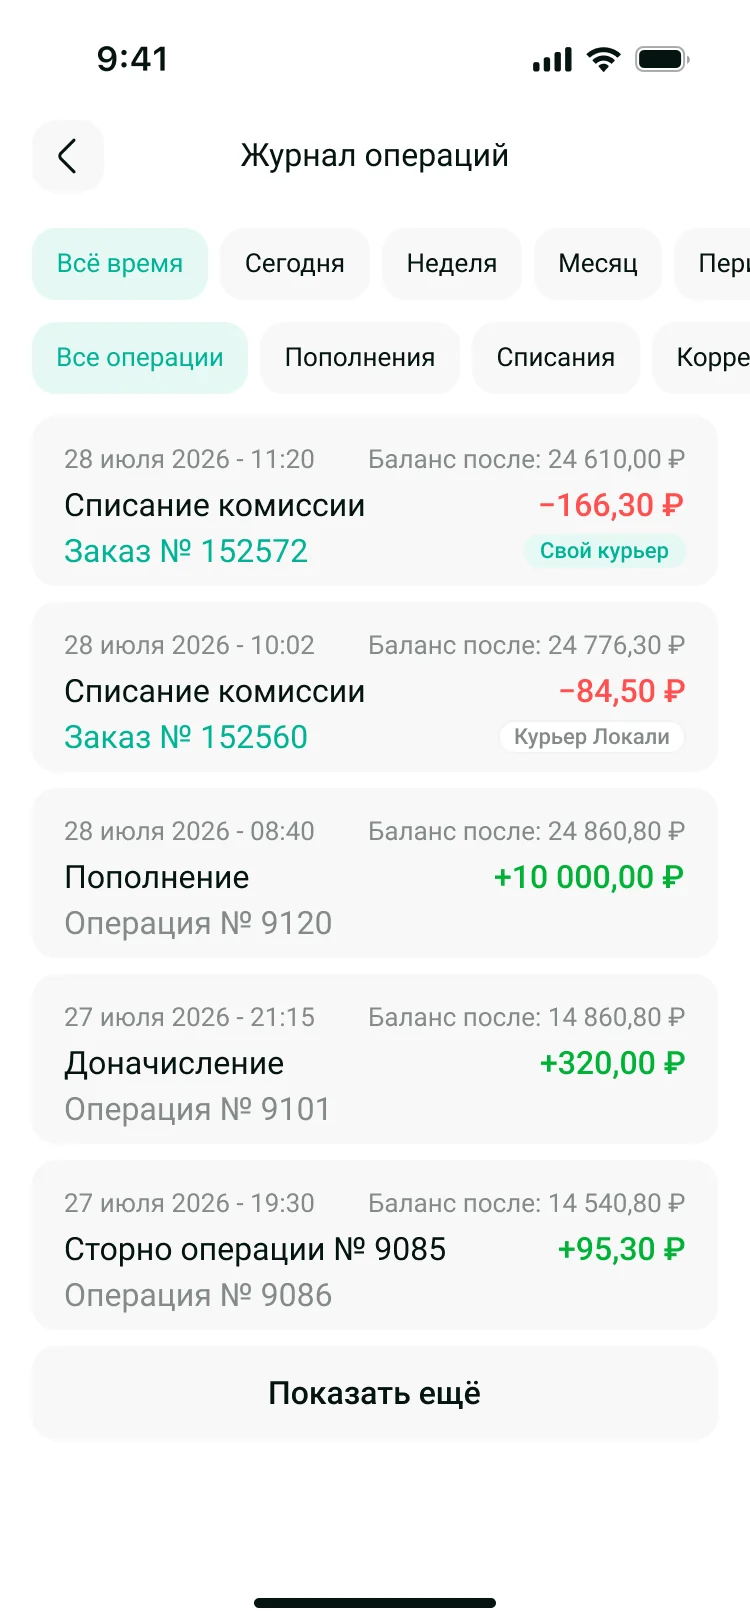 9:41
Журнал операций
Всё время Сегодня Неделя Месяц Пери
Все операции Пополнения Списания Корре
28 июля 2026 - 11:20 Баланс после: 24 610,00 ₽
Списание комиссии −166,30 ₽
Заказ № 152572 Свой курьер
28 июля 2026 - 10:02 Баланс после: 24 776,30 ₽
Списание комиссии −84,50 ₽
Заказ № 152560 Курьер Локали
28 июля 2026 - 08:40 Баланс после: 24 860,80 ₽
Пополнение +10 000,00 ₽
Операция № 9120
27 июля 2026 - 21:15 Баланс после: 14 860,80 ₽
Доначисление +320,00 ₽
Операция № 9101
27 июля 2026 - 19:30 Баланс после: 14 540,80 ₽
Сторно операции № 9085 +95,30 ₽
Операция № 9086
Показать ещё